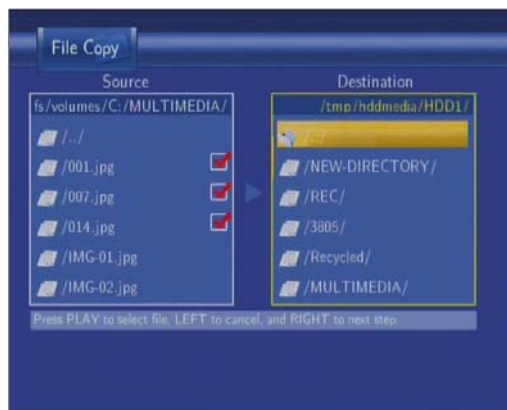 File Copy
Source
Destination
fs/volumes/C:/MULTIMEDIA/
/tmp/hddmedia/HDD1/
/../
/001.jpg
/007.jpg
/014.jpg
/IMG-01.jpg
/IMG-02.jpg
/../
/NEW-DIRECTORY/
/REC/
/3805/
/Recycled/
/MULTIMEDIA/
Press PLAY to select file, LEFT to cancel, and RIGHT to next step.